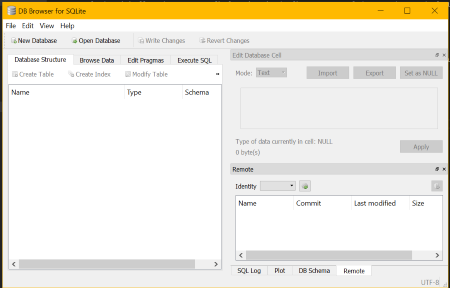 DB Browser for SQLite
File Edit View Help
New Database Open Database Write Changes Revert Changes
Database Structure Browse Data Edit Pragmas Execute SQL
Create Table Create Index Modify Table »
Name Type Schema
Edit Database Cell
Mode: Text Import Export Set as NULL
Type of data currently in cell: NULL
0 byte(s)
Apply
Remote
Identity
Name Commit Last modified Size
SQL Log Plot DB Schema Remote
UTF-8